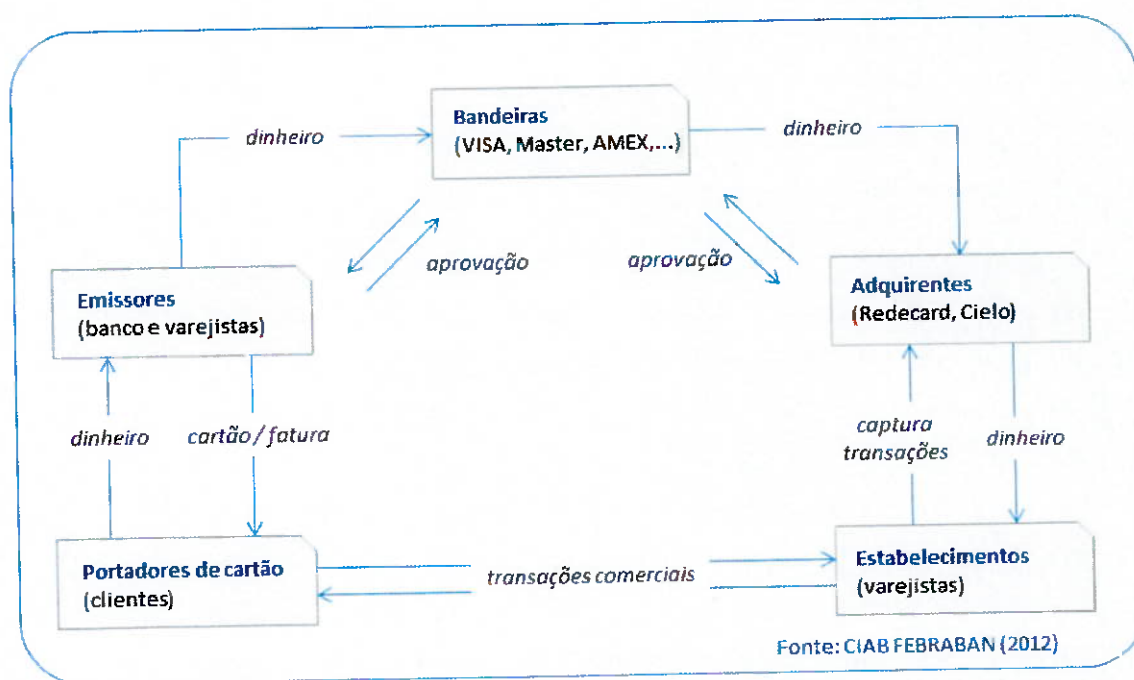 Bandeiras
(VISA, Master, AMEX,...)
dinheiro
dinheiro
aprovação
aprovação
Emissores
(banco e varejistas)
Adquirentes
(Redecard, Cielo)
dinheiro
cartão/fatura
captura
transações
dinheiro
Portadores de cartão
(clientes)
transações comerciais
Estabelecimentos
(varejistas)
Fonte: CIAB FEBRABAN (2012)